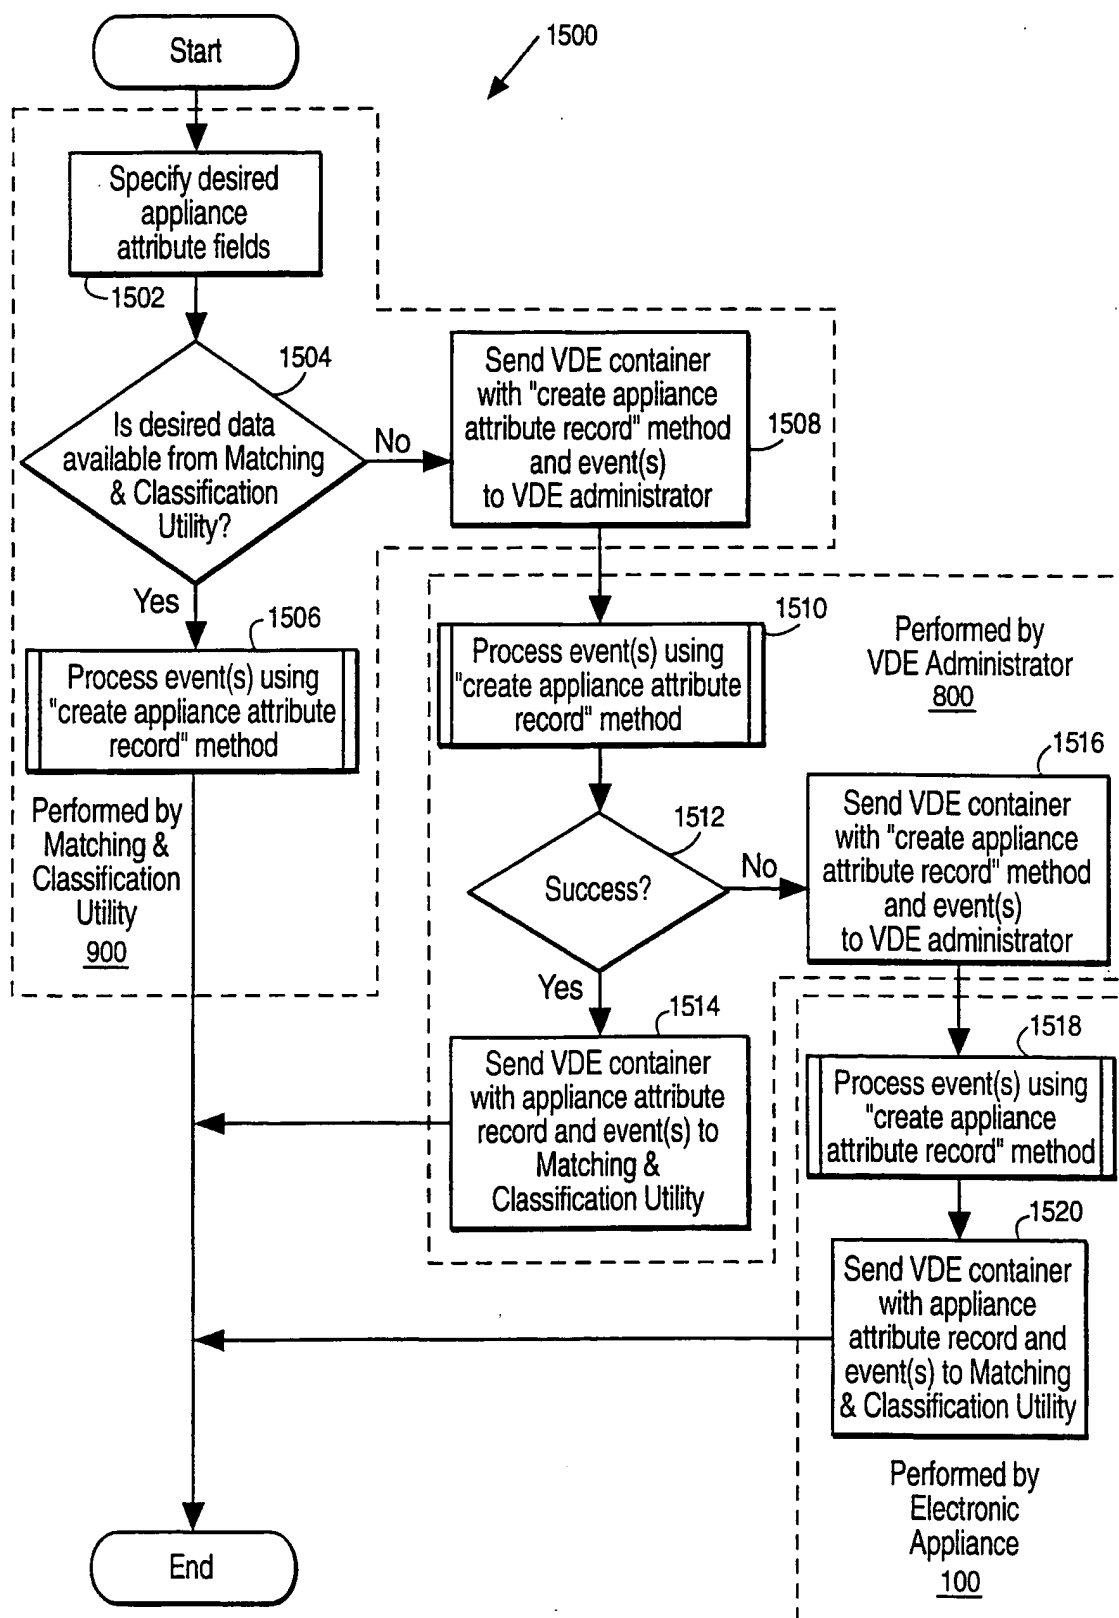 Start
1500
Specify desired
appliance
attribute fields
1502
1504
Is desired data
available from Matching
& Classification
Utility?
No
Yes
Send VDE container
with "create appliance
attribute record" method
and event(s)
to VDE administrator
1508
1506
Process event(s) using
"create appliance attribute
record" method
Performed by
Matching &
Classification
Utility
900
1510
Process event(s) using
"create appliance attribute
record" method
Performed by
VDE Administrator
800
1512
Success?
No
Yes
1516
Send VDE container
with "create appliance
attribute record" method
and event(s)
to VDE administrator
1514
Send VDE container
with appliance attribute
record and event(s) to
Matching &
Classification Utility
1518
Process event(s) using
"create appliance
attribute record" method
1520
Send VDE container
with appliance
attribute record and
event(s) to Matching
& Classification Utility
Performed by
Electronic
Appliance
100
End